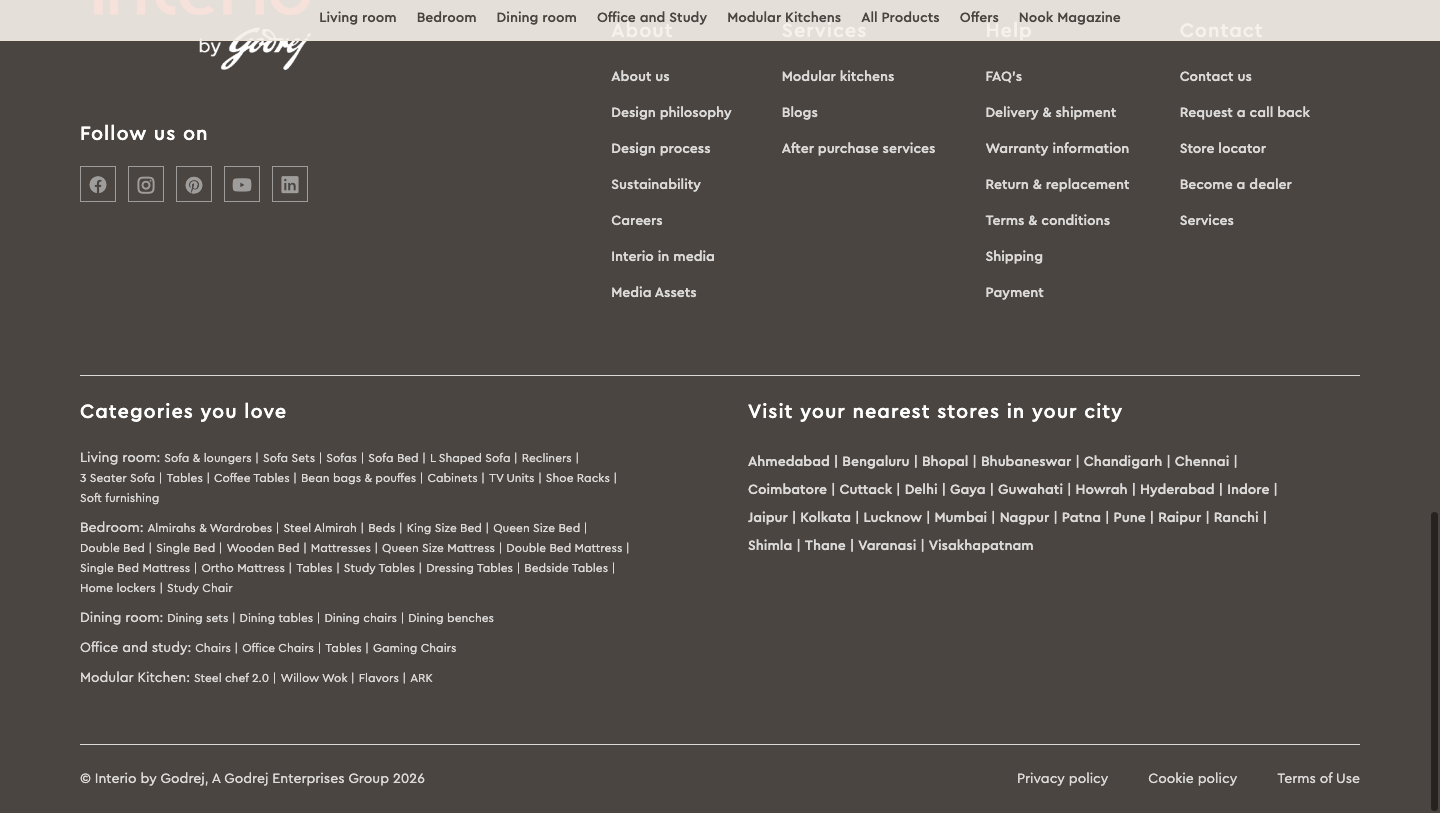 Interio
Living room Bedroom Dining room Office and Study Modular Kitchens All Products Offers Nook Magazine
by Godrej
About Services Help Contact
About us Modular kitchens FAQ's Contact us
Design philosophy Blogs Delivery & shipment Request a call back
Follow us on
Design process After purchase services Warranty information Store locator
Sustainability Return & replacement Become a dealer
Careers Terms & conditions Services
Interio in media Shipping
Media Assets Payment
Categories you love
Living room: Sofa & loungers | Sofa Sets | Sofas | Sofa Bed | L Shaped Sofa | Recliners |
3 Seater Sofa | Tables | Coffee Tables | Bean bags & pouffes | Cabinets | TV Units | Shoe Racks |
Soft furnishing
Bedroom: Almirahs & Wardrobes | Steel Almirah | Beds | King Size Bed | Queen Size Bed |
Double Bed | Single Bed | Wooden Bed | Mattresses | Queen Size Mattress | Double Bed Mattress |
Single Bed Mattress | Ortho Mattress | Tables | Study Tables | Dressing Tables | Bedside Tables |
Home lockers | Study Chair
Dining room: Dining sets | Dining tables | Dining chairs | Dining benches
Office and study: Chairs | Office Chairs | Tables | Gaming Chairs
Modular Kitchen: Steel chef 2.0 | Willow Wok | Flavors | ARK
Visit your nearest stores in your city
Ahmedabad | Bengaluru | Bhopal | Bhubaneswar | Chandigarh | Chennai |
Coimbatore | Cuttack | Delhi | Gaya | Guwahati | Howrah | Hyderabad | Indore |
Jaipur | Kolkata | Lucknow | Mumbai | Nagpur | Patna | Pune | Raipur | Ranchi |
Shimla | Thane | Varanasi | Visakhapatnam
© Interio by Godrej, A Godrej Enterprises Group 2026 Privacy policy Cookie policy Terms of Use